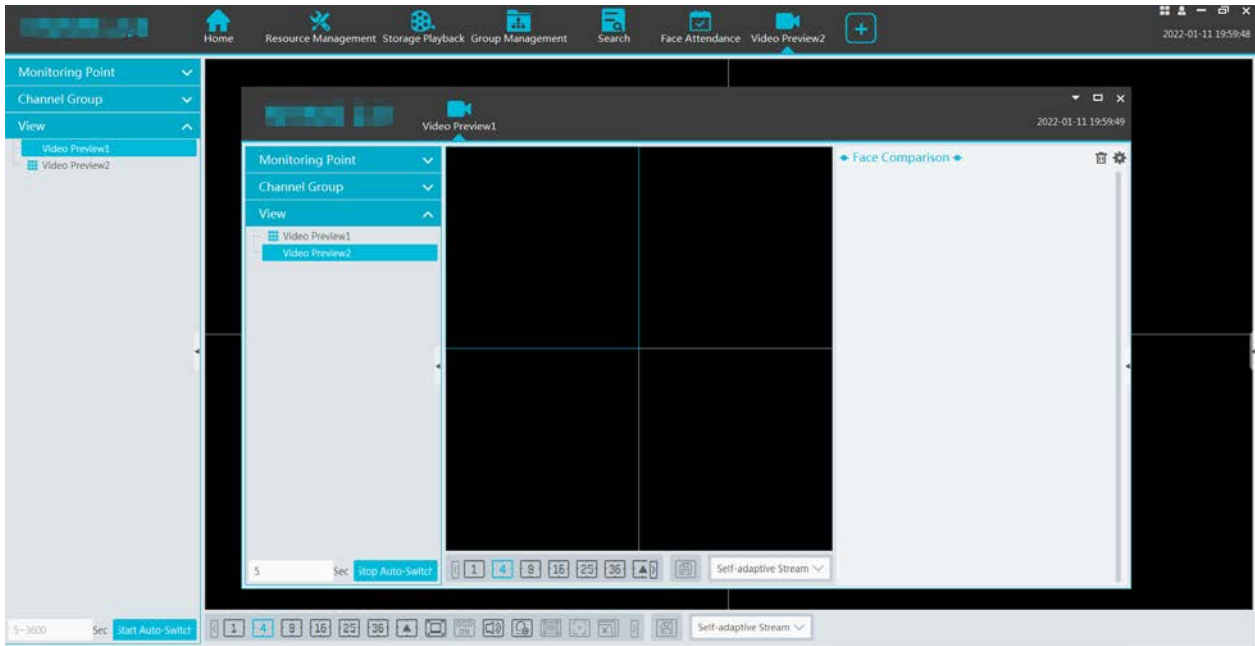 Home Resource Management Storage Playback Group Management Search Face Attendance Video Preview2
2022-01-11 19:59:48
Monitoring Point
Channel Group
View
Video Preview1
Video Preview2
Video Preview1
2022-01-11 19:59:49
Monitoring Point
Channel Group
View
Video Preview1
Video Preview2
Face Comparison
5 Sec Stop Auto-Switch
1 4 9 16 25 36
Self-adaptive Stream
5~3600 Sec Start Auto-Switch
1 4 9 16 25 36
Self-adaptive Stream